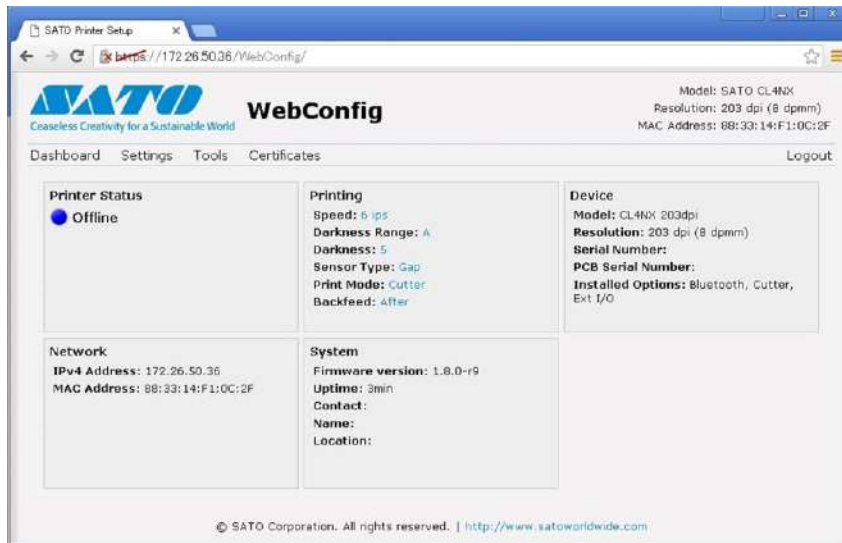 SATO Printer Setup
https://172.26.50.36/WebConfig/
SATO
Ceaseless Creativity for a Sustainable World
WebConfig
Model: SATO CL4NX
Resolution: 203 dpi (8 dpmm)
MAC Address: 88:33:14:F1:0C:2F
Dashboard Settings Tools Certificates Logout
Printer Status
Offline
Printing
Speed: 6 ips
Darkness Range: A
Darkness: 5
Sensor Type: Gap
Print Mode: Cutter
Backfeed: After
Device
Model: CL4NX 203dpi
Resolution: 203 dpi (8 dpmm)
Serial Number:
PCB Serial Number:
Installed Options: Bluetooth, Cutter,
Ext I/O
Network
IPv4 Address: 172.26.50.36
MAC Address: 88:33:14:F1:0C:2F
System
Firmware version: 1.8.0-r9
Uptime: 3min
Contact:
Name:
Location:
© SATO Corporation. All rights reserved. | http://www.satoworldwide.com